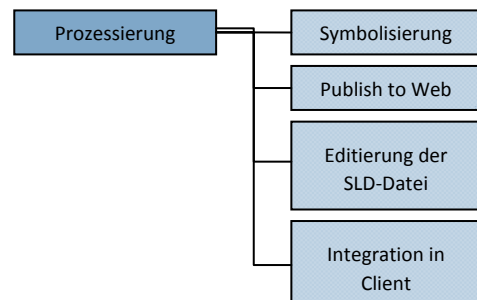 Prozessierung
Symbolisierung
Publish to Web
Editierung der
SLD-Datei
Integration in
Client